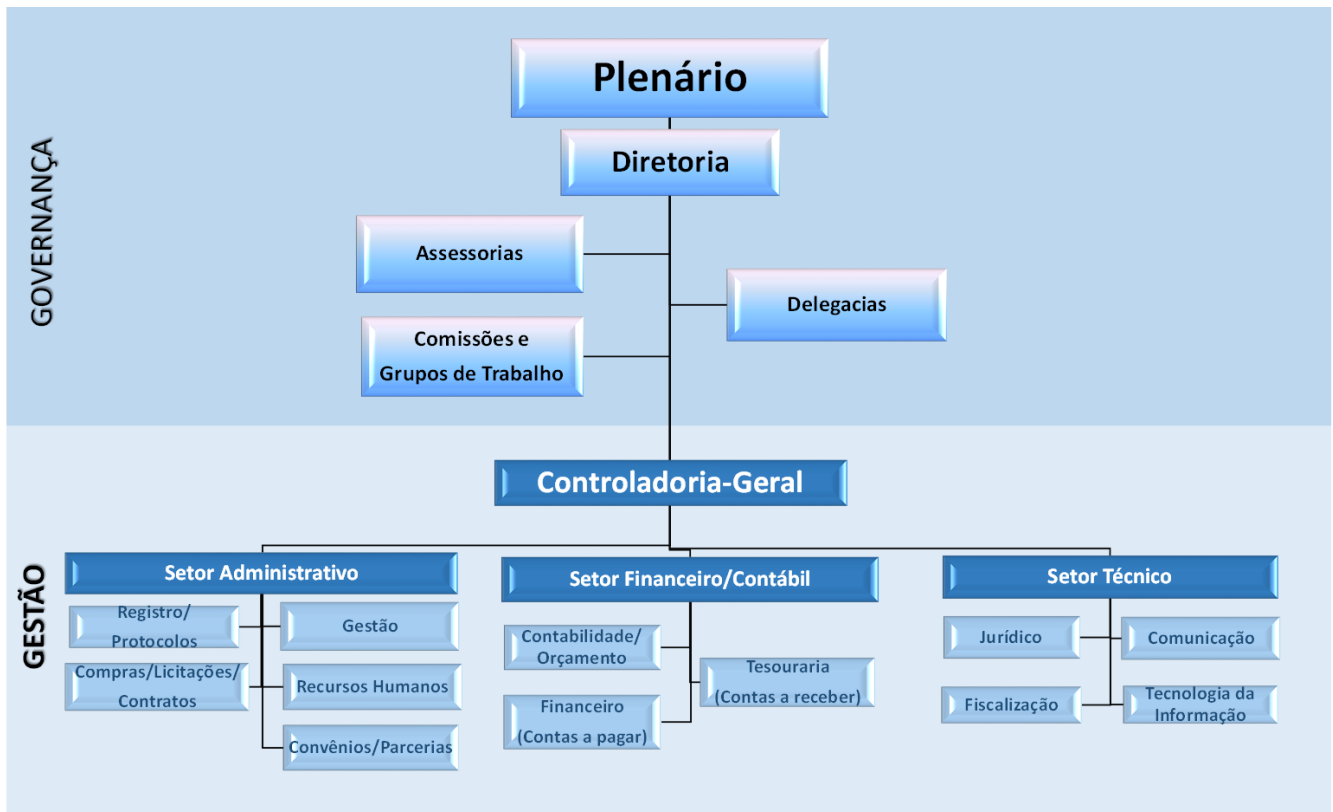 GOVERNANÇA
Plenário
Diretoria
Assessorias
Delegacias
Comissões e
Grupos de Trabalho
GESTÃO
Controladoria-Geral
Setor Administrativo
Registro/
Protocolos
Gestão
Compras/Licitações/
Contratos
Recursos Humanos
Convênios/Parcerias
Setor Financeiro/Contábil
Contabilidade/
Orçamento
Tesouraria
(Contas a receber)
Financeiro
(Contas a pagar)
Setor Técnico
Jurídico
Comunicação
Fiscalização
Tecnologia da
Informação